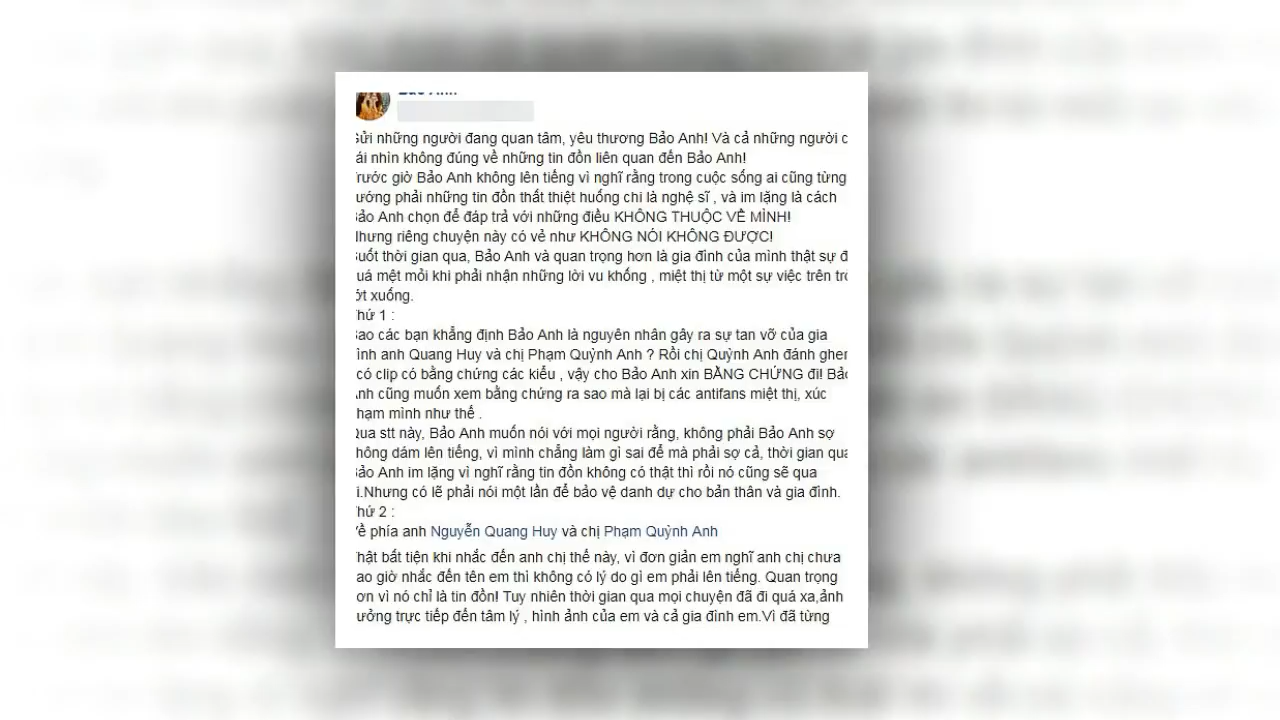 Bảo Anh
Gửi những người đang quan tâm, yêu thương Bảo Anh! Và cả những người c
ái nhìn không đúng về những tin đồn liên quan đến Bảo Anh!
Trước giờ Bảo Anh không lên tiếng vì nghĩ rằng trong cuộc sống ai cũng từng
ướng phải những tin đồn thất thiệt huống chi là nghệ sĩ , và im lặng là cách
Bảo Anh chọn để đáp trả với những điều KHÔNG THUỘC VỀ MÌNH!
Nhưng riêng chuyện này có vẻ như KHÔNG NÓI KHÔNG ĐƯỢC!
Suốt thời gian qua, Bảo Anh và quan trọng hơn là gia đình của mình thật sự đ
uá mệt mỏi khi phải nhận những lời vu khống , miệt thị từ một sự việc trên trờ
ớt xuống.
Thứ 1 :
Sao các bạn khẳng định Bảo Anh là nguyên nhân gây ra sự tan vỡ của gia
ình anh Quang Huy và chị Phạm Quỳnh Anh ? Rồi chị Quỳnh Anh đánh ghen
có clip có bằng chứng các kiểu , vậy cho Bảo Anh xin BẰNG CHỨNG đi! Bảo
Anh cũng muốn xem bằng chứng ra sao mà lại bị các antifans miệt thị, xúc
hạm mình như thế .
Qua stt này, Bảo Anh muốn nói với mọi người rằng, không phải Bảo Anh sợ
hông dám lên tiếng, vì mình chẳng làm gì sai để mà phải sợ cả, thời gian qua
Bảo Anh im lặng vì nghĩ rằng tin đồn không có thật thì rồi nó cũng sẽ qua
i.Nhưng có lẽ phải nói một lần để bảo vệ danh dự cho bản thân và gia đình.
Thứ 2 :
Về phía anh Nguyễn Quang Huy và chị Phạm Quỳnh Anh
Thật bất tiện khi nhắc đến anh chị thế này, vì đơn giản em nghĩ anh chị chưa
ao giờ nhắc đến tên em thì không có lý do gì em phải lên tiếng. Quan trọng
ơn vì nó chỉ là tin đồn! Tuy nhiên thời gian qua mọi chuyện đã đi quá xa,ảnh
ưởng trực tiếp đến tâm lý , hình ảnh của em và cả gia đình em.Vì đã từng